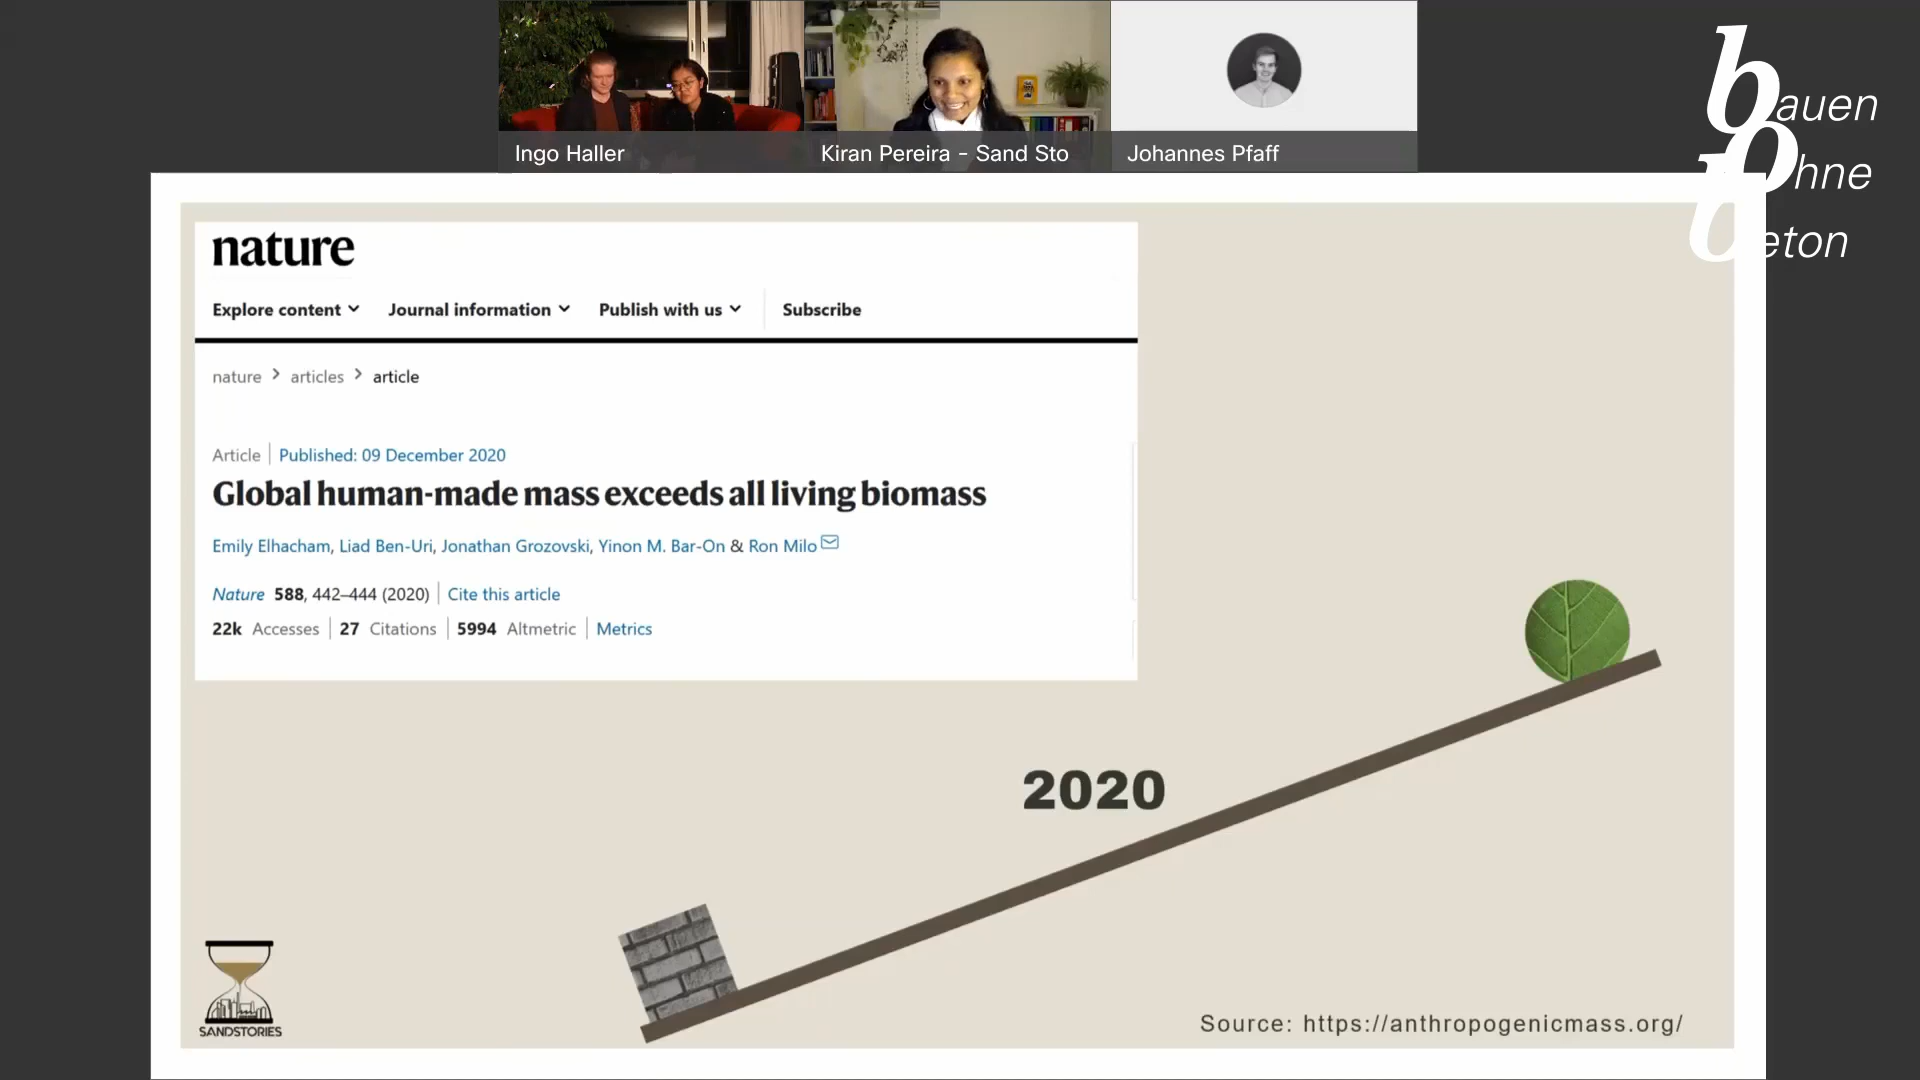 Ingo Haller
Kiran Pereira - Sand Sto
Johannes Pfaff
bauen
ohne
beton
nature
Explore content
Journal information
Publish with us
Subscribe
nature > articles > article
Article | Published: 09 December 2020
Global human-made mass exceeds all living biomass
Emily Elhacham, Liad Ben-Uri, Jonathan Grozovski, Yinon M. Bar-On & Ron Milo
Nature 588, 442–444 (2020) | Cite this article
22k Accesses | 27 Citations | 5994 Altmetric | Metrics
2020
SANDSTORIES
Source: https://anthropogenicmass.org/